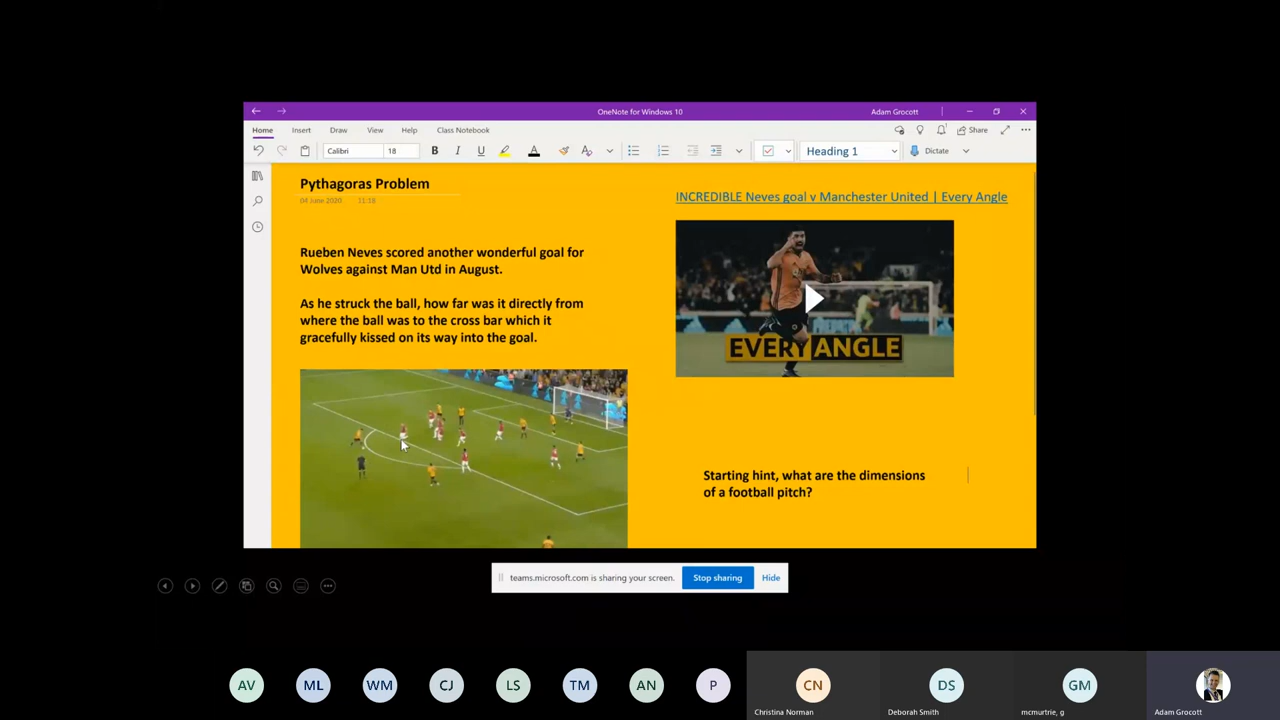 OneNote for Windows 10
Adam Grocott
Home Insert Draw View Help Class Notebook
Share
Calibri 18 B I U A Heading 1 Dictate
Pythagoras Problem
04 June 2020 11:18
Rueben Neves scored another wonderful goal for
Wolves against Man Utd in August.
As he struck the ball, how far was it directly from
where the ball was to the cross bar which it
gracefully kissed on its way into the goal.
INCREDIBLE Neves goal v Manchester United | Every Angle
EVERY ANGLE
Starting hint, what are the dimensions
of a football pitch?
teams.microsoft.com is sharing your screen. Stop sharing Hide
AV ML WM CJ LS TM AN P CN DS GM
Christina Norman Deborah Smith mcmurtrie, g Adam Grocott